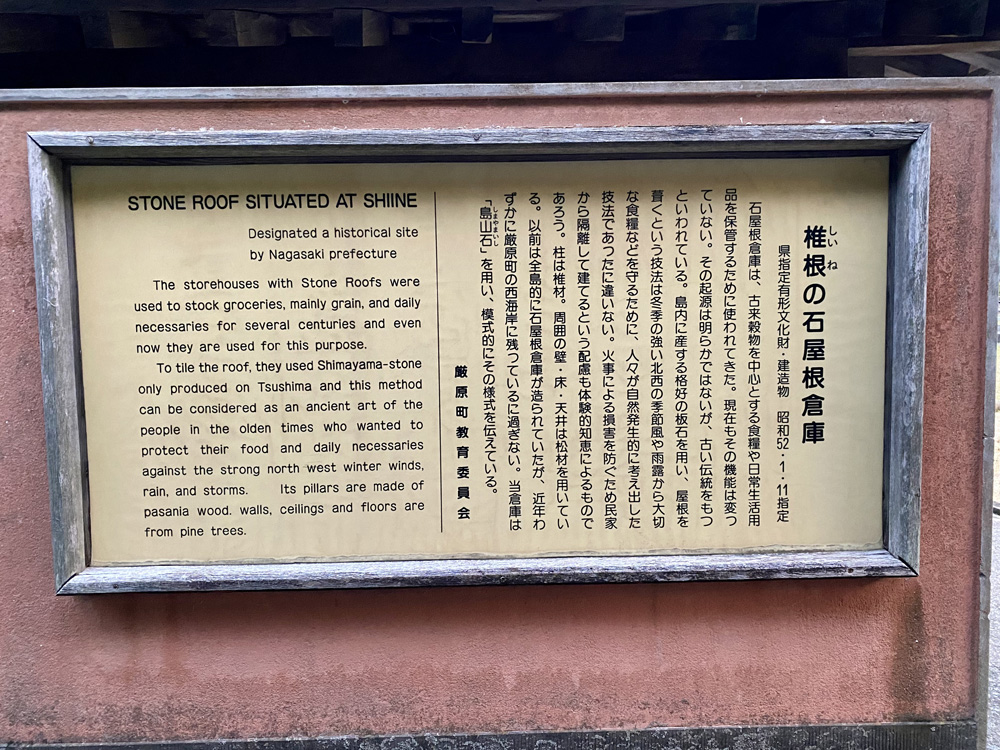 STONE ROOF SITUATED AT SHIINE
Designated a historical site
by Nagasaki prefecture
The storehouses with Stone Roofs were
used to stock groceries, mainly grain, and daily
necessaries for several centuries and even
now they are used for this purpose.
To tile the roof, they used Shimayama-stone
only produced on Tsushima and this method
can be considered as an ancient art of the
people in the olden times who wanted to
protect their food and daily necessaries
against the strong north west winter winds,
rain, and storms. Its pillars are made of
pasania wood. walls, ceilings and floors are
from pine trees.
椎根の石屋根倉庫
しいね
県指定有形文化財・建造物 昭和52・1・11指定
石屋根倉庫は、古来穀物を中心とする食糧や日常生活用
品を保管するために使われてきた。現在もその機能は変つ
ていない。その起源は明らかではないが、古い伝統をもつ
といわれている。島内に産する格好の板石を用い、屋根を
葺くという技法は冬季の強い北西の季節風や雨露から大切
な食糧などを守るために、人々が自然発生的に考え出した
技法であつたに違いない。火事による損害を防ぐため民家
から隔離して建てるという配慮も体験的知恵によるもので
あろう。柱は椎材。周囲の壁・床・天井は松材を用いてい
る。以前は全島的に石屋根倉庫が造られていたが、近年わ
ずかに厳原町の西海岸に残つているに過ぎない。当倉庫は
「島山石」を用い、模式的にその様式を伝えている。
しまやまいし
厳原町教育委員会